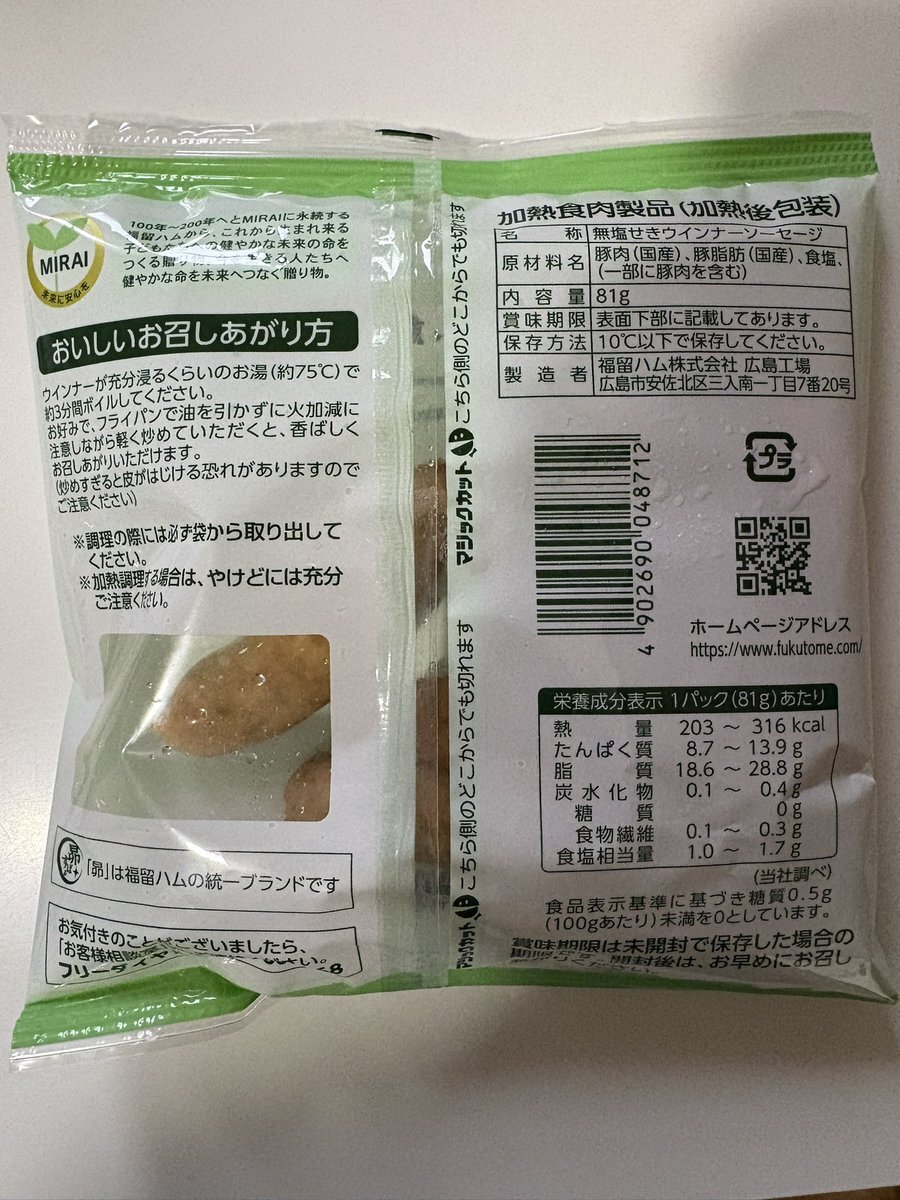 100年～200年へとMIRAIに永続する
福留ハムから、これから生まれ来る
への健やかな未来の命を
つくる贈り
きる人たちへ
健やかな命を未来へつなぐ贈り物。
MIRAI
未来に安心を
おいしいお召しあがり方
ウインナーが充分浸るくらいのお湯(約75℃)で
約3分間ボイルしてください。
お好みで、フライパンで油を引かずに火加減に
注意しながら軽く炒めていただくと、香ばしく
お召しあがりいただけます。
(炒めすぎると皮がはじける恐れがありますので
ご注意ください)
※調理の際には必ず袋から取り出して
ください。
※加熱調理する場合は、やけどには充分
ご注意ください。
昴
「昴」は福留ハムの統一ブランドです
お気付きのことがございましたら、
「お客様相談
フリーダイヤ
マジックカット こちら側のどこからでも切れます
マジックカット こちら側のどこからでも切れます
加熱食肉製品(加熱後包装)
名称 無塩せきウインナーソーセージ
原材料名 豚肉(国産)、豚脂肪(国産)、食塩、
(一部に豚肉を含む)
内容量 81g
賞味期限 表面下部に記載してあります。
保存方法 10℃以下で保存してください。
製造者 福留ハム株式会社 広島工場
広島市安佐北区三入南一丁目7番20号
4 902690 048712
プラ
ホームページアドレス
https://www.fukutome.com/
栄養成分表示 1パック(81g)あたり
熱量 203 ～ 316 kcal
たんぱく質 8.7 ～ 13.9 g
脂質 18.6 ～ 28.8 g
炭水化物 0.1 ～ 0.4 g
糖質 0 g
食物繊維 0.1 ～ 0.3 g
食塩相当量 1.0 ～ 1.7 g
(当社調べ)
食品表示基準に基づき糖質0.5g
(100gあたり)未満を0としています。
賞味期限は未開封で保存した場合の
開封後は、お早めにお召し